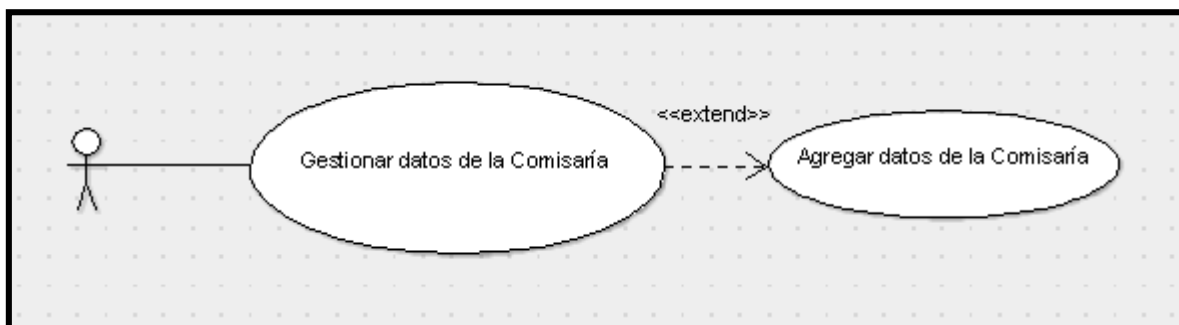 <<extend>>
Gestionar datos de la Comisaría
Agregar datos de la Comisaría